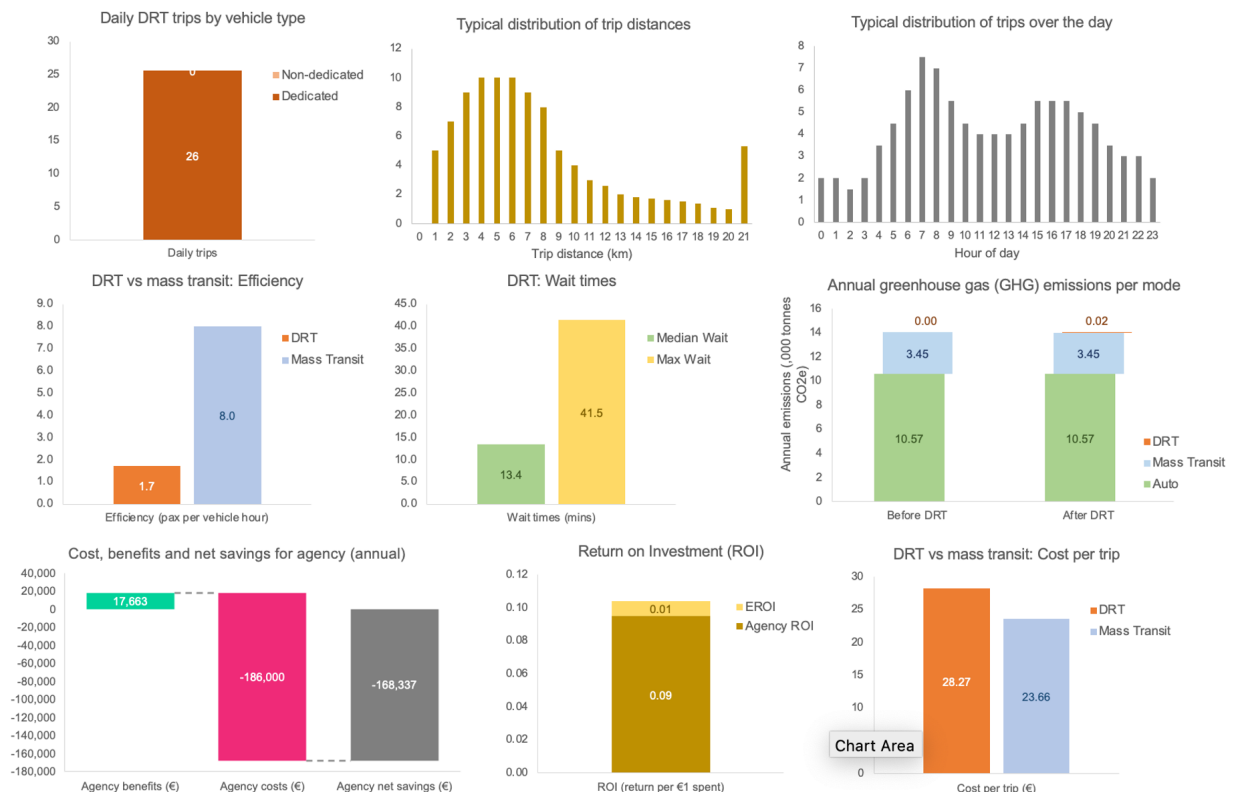 Daily DRT trips by vehicle type
30
25
20
15
10
5
0
0
26
Non-dedicated
Dedicated
Daily trips
Typical distribution of trip distances
12
10
8
6
4
2
0
0 1 2 3 4 5 6 7 8 9 10 11 12 13 14 15 16 17 18 19 20 21
Trip distance (km)
Typical distribution of trips over the day
8
7
6
5
4
3
2
1
0
0 1 2 3 4 5 6 7 8 9 10 11 12 13 14 15 16 17 18 19 20 21 22 23
Hour of day
DRT vs mass transit: Efficiency
9.0
8.0
7.0
6.0
5.0
4.0
3.0
2.0
1.0
0.0
1.7
8.0
DRT
Mass Transit
Efficiency (pax per vehicle hour)
DRT: Wait times
45.0
40.0
35.0
30.0
25.0
20.0
15.0
10.0
5.0
0.0
13.4
41.5
Median Wait
Max Wait
Wait times (mins)
Annual greenhouse gas (GHG) emissions per mode
Annual emissions (,000 tonnes
CO2e)
16
14
12
10
8
6
4
2
0
0.00
0.02
3.45
3.45
10.57
10.57
DRT
Mass Transit
Auto
Before DRT
After DRT
Cost, benefits and net savings for agency (annual)
40,000
20,000
0
-20,000
-40,000
-60,000
-80,000
-100,000
-120,000
-140,000
-160,000
-180,000
17,663
-186,000
-168,337
Agency benefits (€)
Agency costs (€)
Agency net savings (€)
Return on Investment (ROI)
0.12
0.10
0.08
0.06
0.04
0.02
0.00
0.01
0.09
EROI
Agency ROI
ROI (return per €1 spent)
DRT vs mass transit: Cost per trip
30
25
20
15
10
0
28.27
23.66
DRT
Mass Transit
Chart Area
Cost per trip (€)